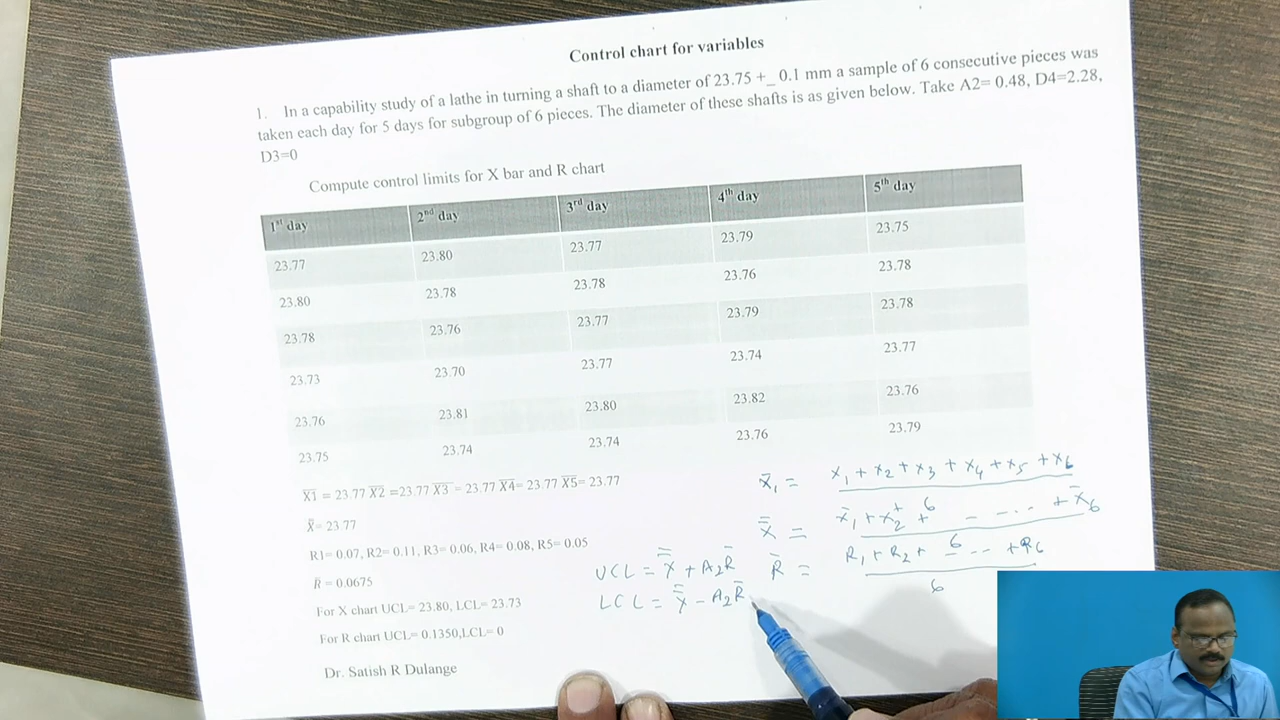 Control chart for variables
1. In a capability study of a lathe in turning a shaft to a diameter of 23.75 +_ 0.1 mm a sample of 6 consecutive pieces was
taken each day for 5 days for subgroup of 6 pieces. The diameter of these shafts is as given below. Take A2= 0.48, D4=2.28,
D3=0
Compute control limits for X bar and R chart
1st day 2nd day 3rd day 4th day 5th day
23.77 23.80 23.77 23.79 23.75
23.80 23.78 23.78 23.76 23.78
23.78 23.76 23.77 23.79 23.78
23.73 23.70 23.77 23.74 23.77
23.76 23.81 23.80 23.82 23.76
23.75 23.74 23.74 23.76 23.79
X̅1̅ = 23.77 X̅2̅ =23.77 X̅3̅ = 23.77 X̅4̅= 23.77 X̅5̅= 23.77
X̿= 23.77
R1= 0.07, R2= 0.11, R3= 0.06, R4= 0.08, R5= 0.05
R̅ = 0.0675
For X chart UCL= 23.80, LCL= 23.73
For R chart UCL= 0.1350,LCL= 0
Dr. Satish R Dulange
x̄₁ = x₁ + x₂ + x₃ + x₄ + x₅ + x₆
6
x̿ = x̄₁ + x̄₂ + + - -... + x̄₆
6
R̄ = R₁ + R₂ + - ... + R₆
6
UCL = x̿ + A₂R̄
LCL = x̿ - A₂R̄